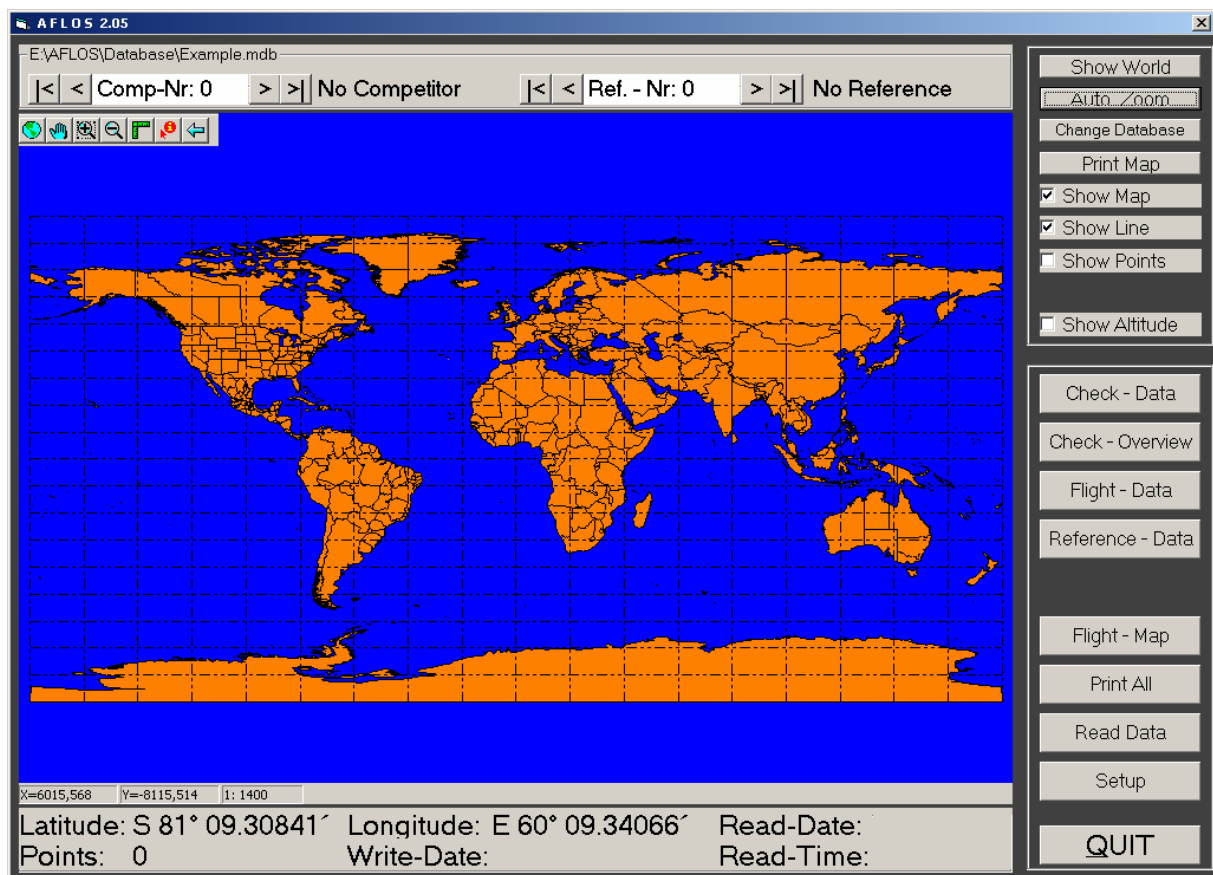 AFLOS 2.05
E:\AFLOS\Database\Example.mdb
|< < Comp-Nr: 0 > >| No Competitor |< < Ref. - Nr: 0 > >| No Reference
Show World
Auto Zoom
Change Database
Print Map
Show Map
Show Line
Show Points
Show Altitude
Check - Data
Check - Overview
Flight - Data
Reference - Data
Flight - Map
Print All
Read Data
Setup
QUIT
X=6015,568 Y=-8115,514 1: 1400
Latitude: S 81° 09.30841´ Longitude: E 60° 09.34066´ Read-Date:
Points: 0 Write-Date: Read-Time: